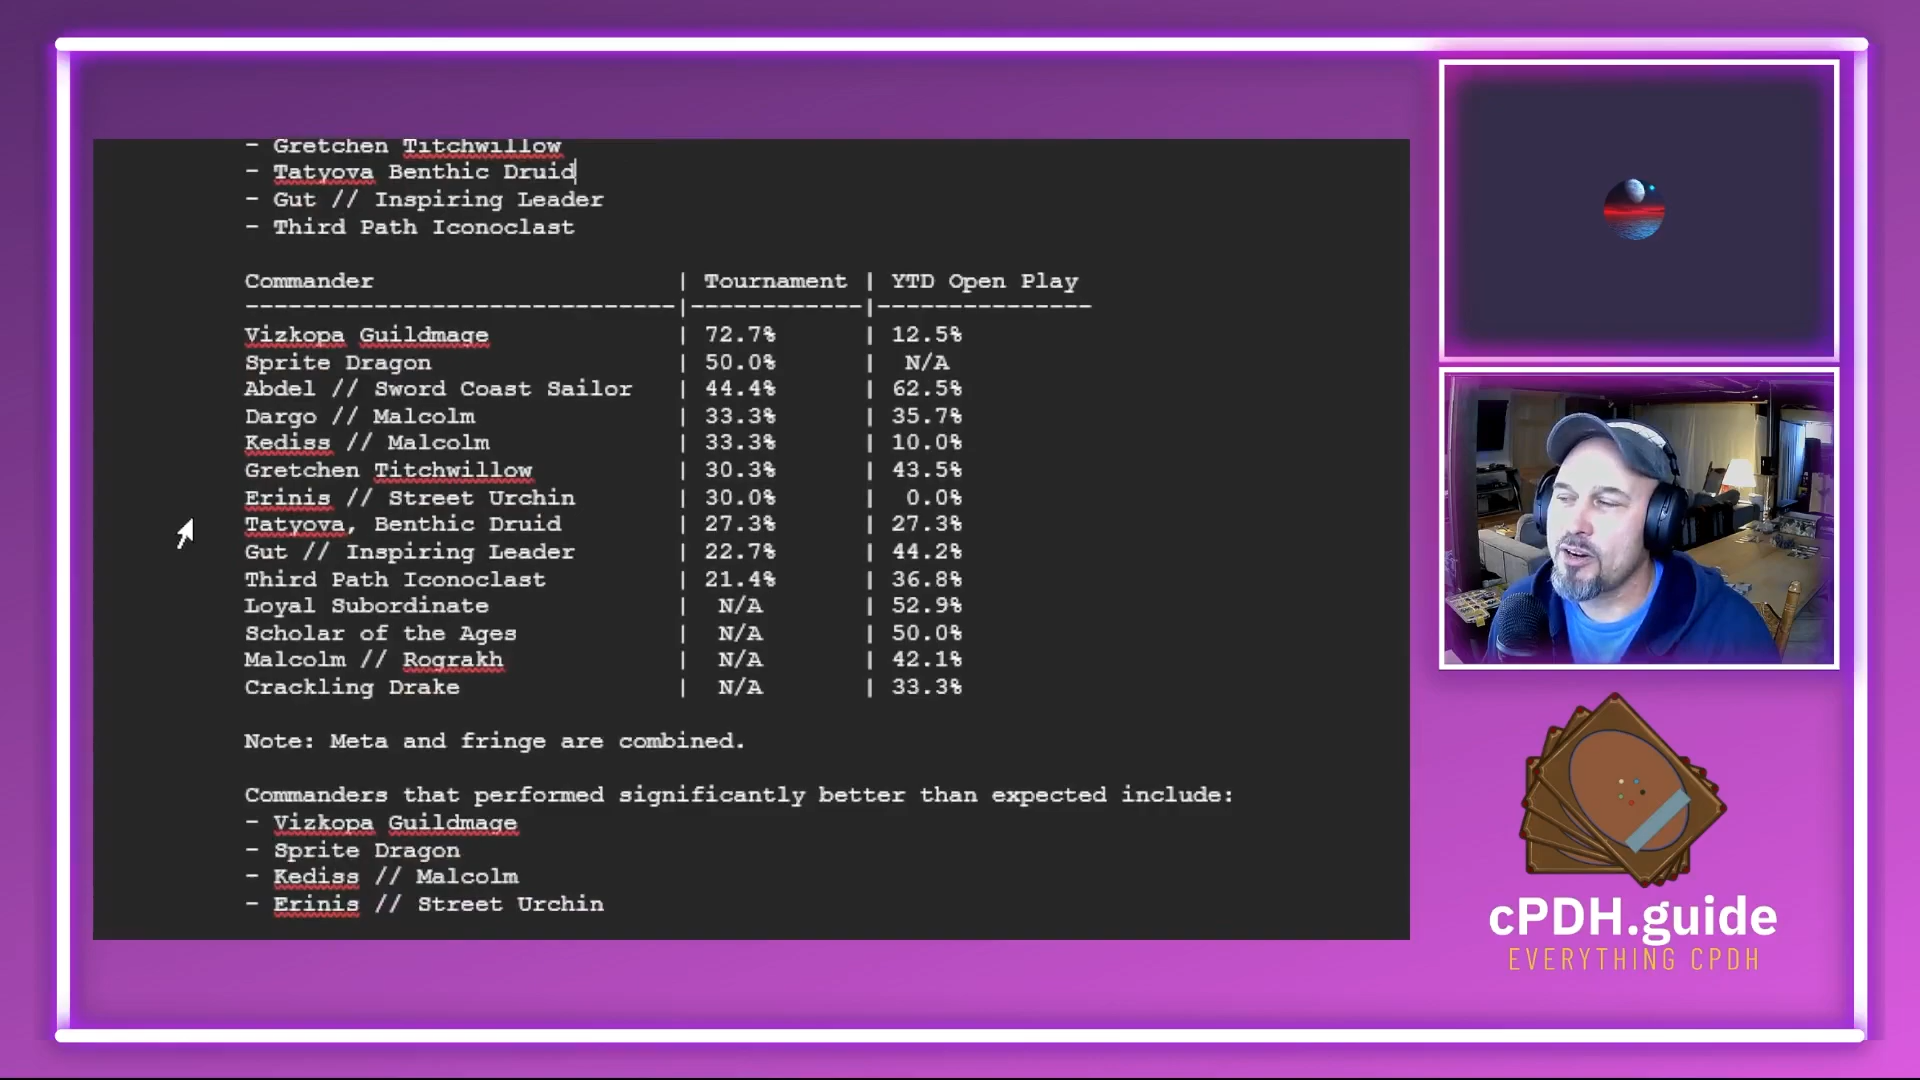 - Gretchen Titchwillow
- Tatyova Benthic Druid
- Gut // Inspiring Leader
- Third Path Iconoclast
Commander | Tournament | YTD Open Play
------------------------------|------------|---------------
Vizkopa Guildmage | 72.7% | 12.5%
Sprite Dragon | 50.0% | N/A
Abdel // Sword Coast Sailor | 44.4% | 62.5%
Dargo // Malcolm | 33.3% | 35.7%
Kediss // Malcolm | 33.3% | 10.0%
Gretchen Titchwillow | 30.3% | 43.5%
Erinis // Street Urchin | 30.0% | 0.0%
Tatyova, Benthic Druid | 27.3% | 27.3%
Gut // Inspiring Leader | 22.7% | 44.2%
Third Path Iconoclast | 21.4% | 36.8%
Loyal Subordinate | N/A | 52.9%
Scholar of the Ages | N/A | 50.0%
Malcolm // Rograkh | N/A | 42.1%
Crackling Drake | N/A | 33.3%
Note: Meta and fringe are combined.
Commanders that performed significantly better than expected include:
- Vizkopa Guildmage
- Sprite Dragon
- Kediss // Malcolm
- Erinis // Street Urchin
cPDH.guide
EVERYTHING CPDH